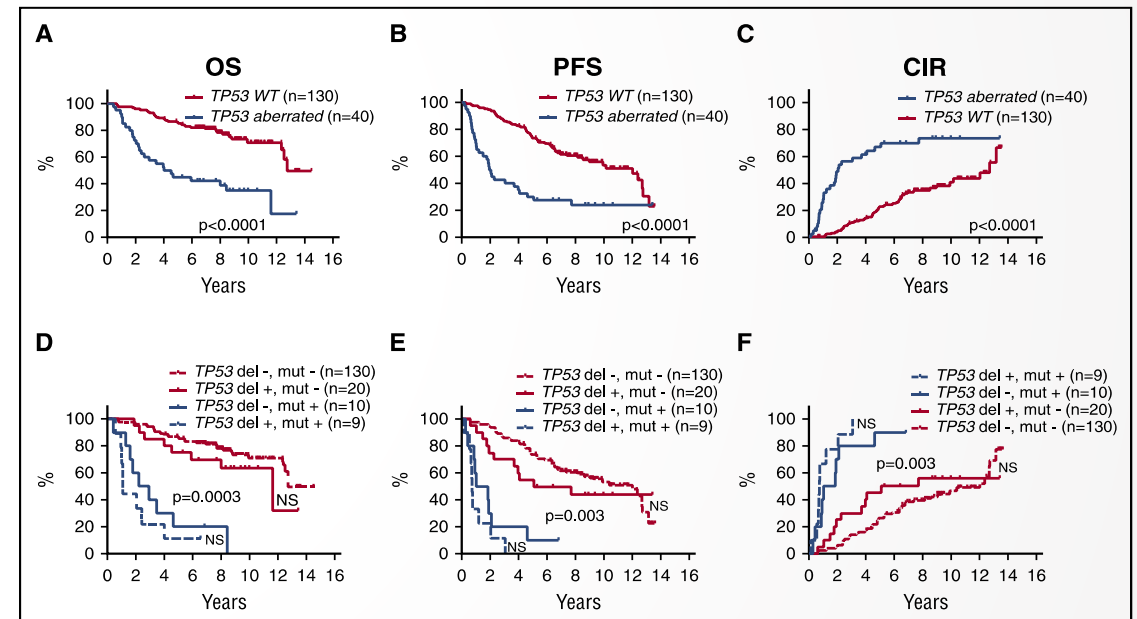 A
OS
TP53 WT (n=130)
TP53 aberrated (n=40)
100
80
60
40
20
0
%
p<0.0001
0 2 4 6 8 10 12 14 16
Years
B
PFS
TP53 WT (n=130)
TP53 aberrated (n=40)
100
80
60
40
20
0
%
p<0.0001
0 2 4 6 8 10 12 14 16
Years
C
CIR
TP53 aberrated (n=40)
TP53 WT (n=130)
100
80
60
40
20
0
%
p<0.0001
0 2 4 6 8 10 12 14 16
Years
D
TP53 del -, mut - (n=130)
TP53 del +, mut - (n=20)
TP53 del -, mut + (n=10)
TP53 del +, mut + (n=9)
100
80
60
40
20
0
%
p=0.0003
NS
NS
0 2 4 6 8 10 12 14 16
Years
E
TP53 del -, mut - (n=130)
TP53 del +, mut - (n=20)
TP53 del -, mut + (n=10)
TP53 del +, mut + (n=9)
100
80
60
40
20
0
%
p=0.003
NS
NS
0 2 4 6 8 10 12 14 16
Years
F
TP53 del +, mut + (n=9)
TP53 del -, mut + (n=10)
TP53 del +, mut - (n=20)
TP53 del -, mut - (n=130)
100
80
60
40
20
0
%
NS
p=0.003
NS
0 2 4 6 8 10 12 14 16
Years